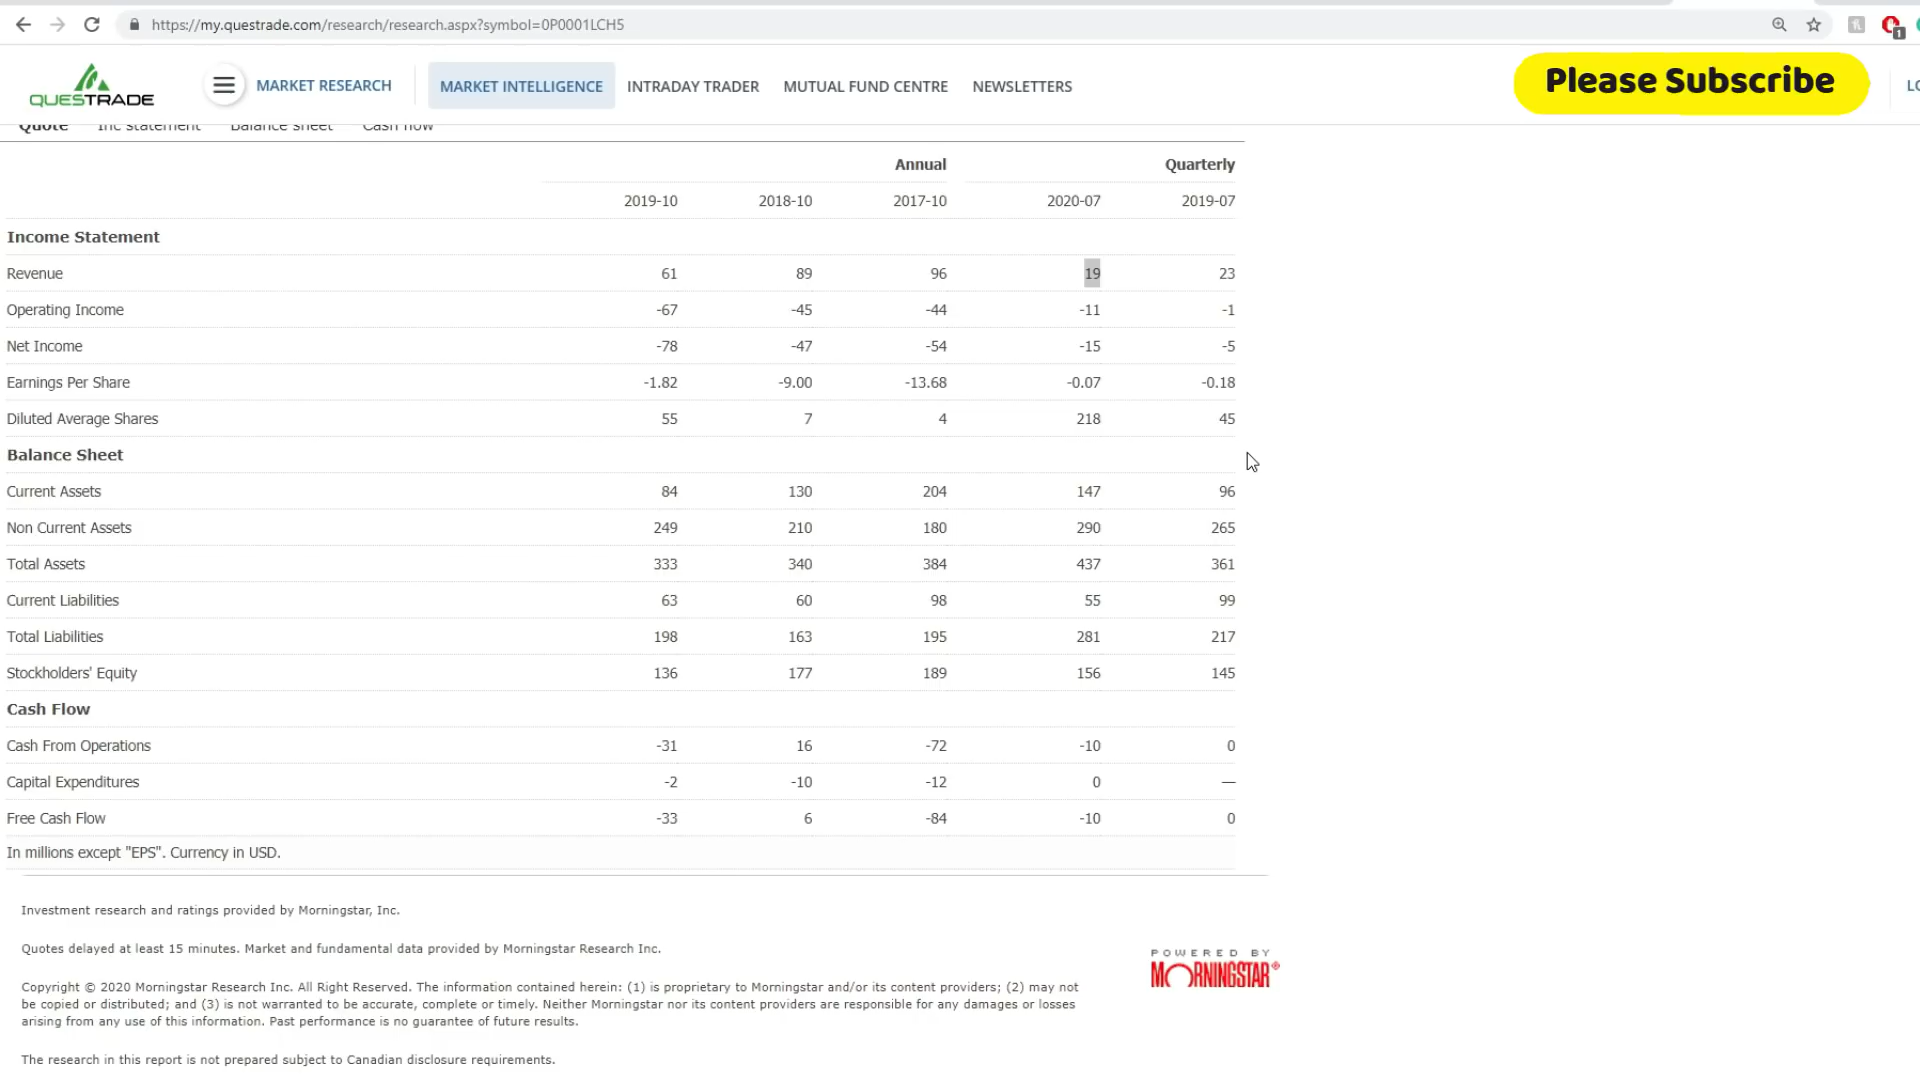 https://my.questrade.com/research/research.aspx?symbol=0P0001LCH5
1
QUESTRADE
MARKET RESEARCH MARKET INTELLIGENCE INTRADAY TRADER MUTUAL FUND CENTRE NEWSLETTERS
Please Subscribe
Quote Inc statement Balance sheet Cash flow
Annual Quarterly
2019-10 2018-10 2017-10 2020-07 2019-07
Income Statement
Revenue 61 89 96 19 23
Operating Income -67 -45 -44 -11 -1
Net Income -78 -47 -54 -15 -5
Earnings Per Share -1.82 -9.00 -13.68 -0.07 -0.18
Diluted Average Shares 55 7 4 218 45
Balance Sheet
Current Assets 84 130 204 147 96
Non Current Assets 249 210 180 290 265
Total Assets 333 340 384 437 361
Current Liabilities 63 60 98 55 99
Total Liabilities 198 163 195 281 217
Stockholders' Equity 136 177 189 156 145
Cash Flow
Cash From Operations -31 16 -72 -10 0
Capital Expenditures -2 -10 -12 0 —
Free Cash Flow -33 6 -84 -10 0
In millions except "EPS". Currency in USD.
Investment research and ratings provided by Morningstar, Inc.
Quotes delayed at least 15 minutes. Market and fundamental data provided by Morningstar Research Inc.
POWERED BY
MORNINGSTAR®
Copyright © 2020 Morningstar Research Inc. All Right Reserved. The information contained herein: (1) is proprietary to Morningstar and/or its content providers; (2) may not
be copied or distributed; and (3) is not warranted to be accurate, complete or timely. Neither Morningstar nor its content providers are responsible for any damages or losses
arising from any use of this information. Past performance is no guarantee of future results.
The research in this report is not prepared subject to Canadian disclosure requirements.